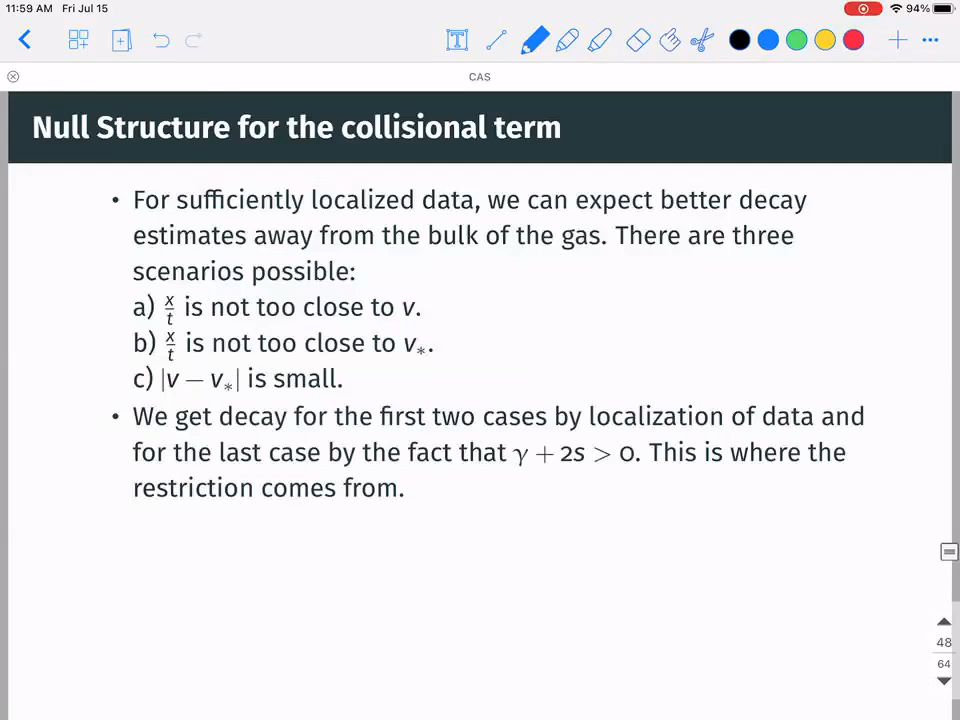 11:59 AM Fri Jul 15
94%
CAS
Null Structure for the collisional term
• For sufficiently localized data, we can expect better decay
estimates away from the bulk of the gas. There are three
scenarios possible:
a) x/t is not too close to v.
b) x/t is not too close to v∗.
c) |v − v∗| is small.
• We get decay for the first two cases by localization of data and
for the last case by the fact that γ + 2s > 0. This is where the
restriction comes from.
48
64